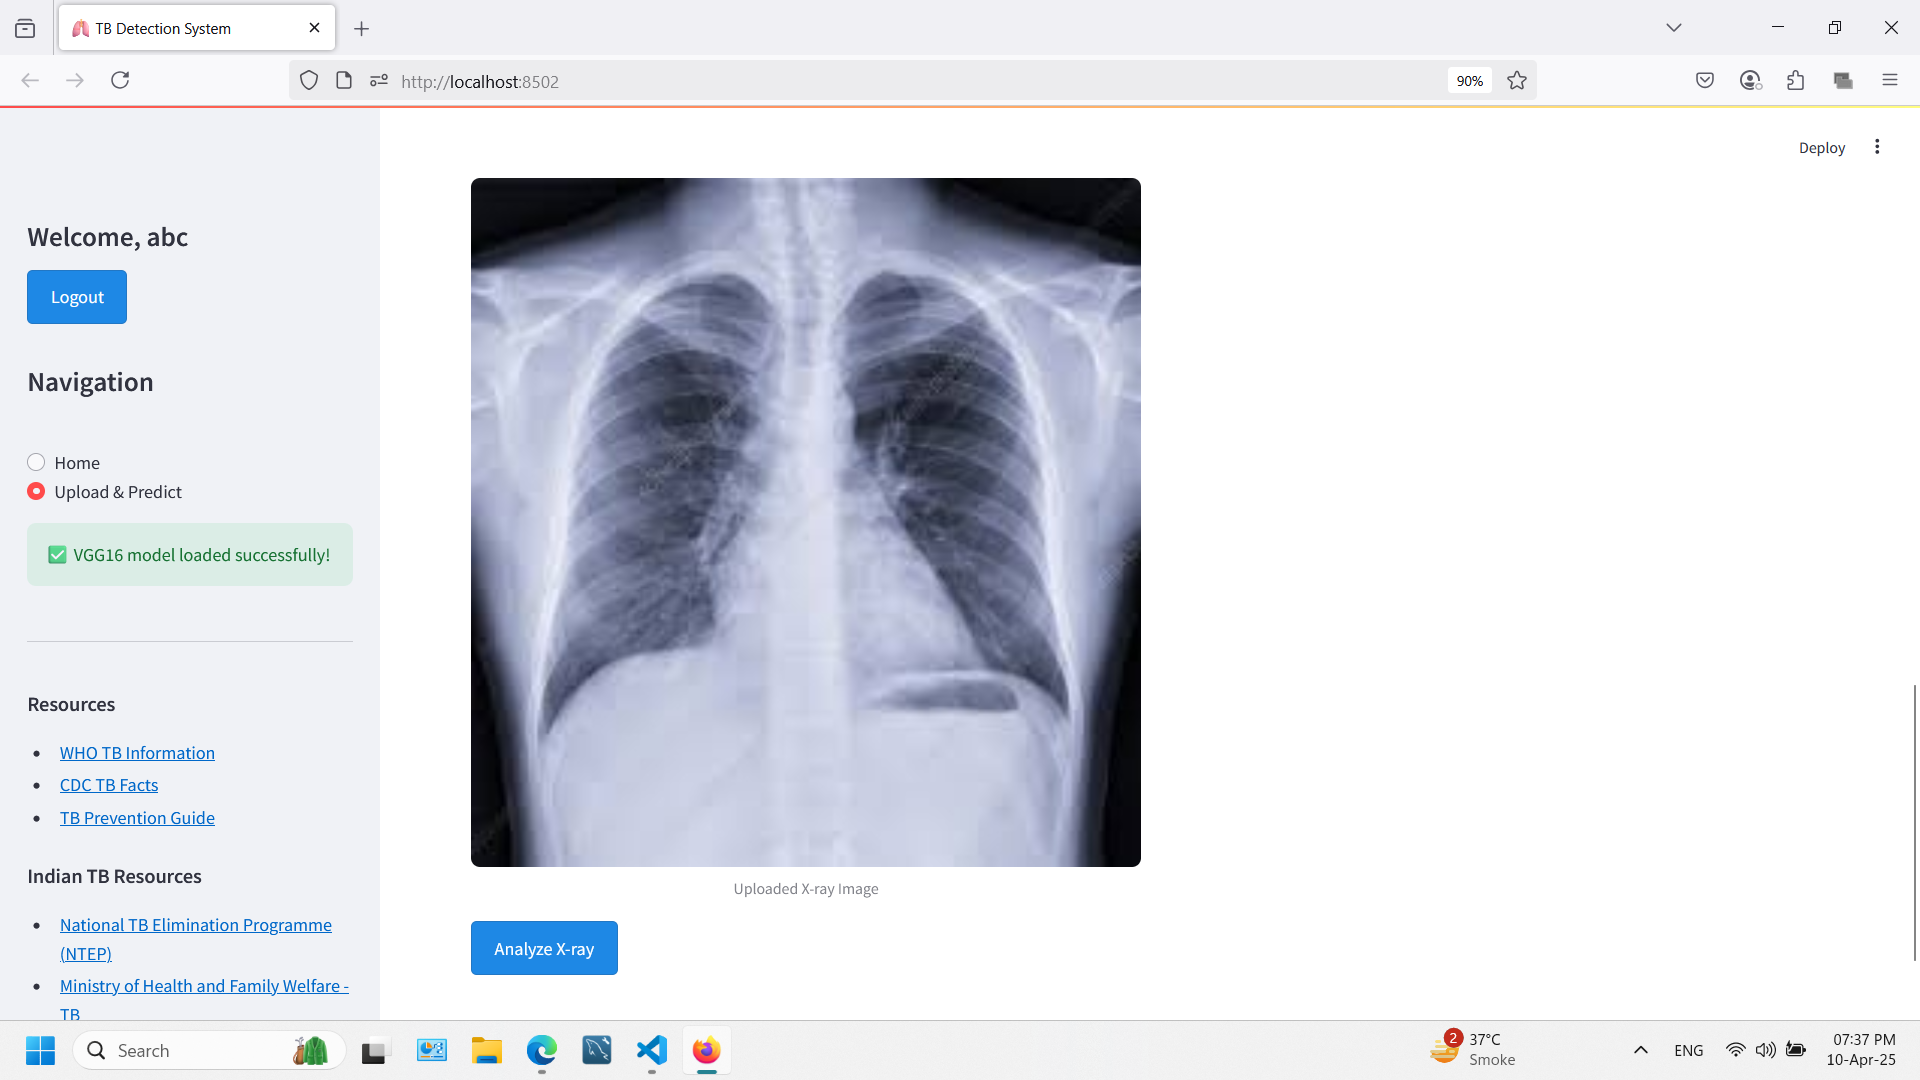 TB Detection System
http://localhost:8502
90%
Deploy
Welcome, abc
Logout
Navigation
Home
Upload & Predict
VGG16 model loaded successfully!
Resources
WHO TB Information
CDC TB Facts
TB Prevention Guide
Indian TB Resources
National TB Elimination Programme
(NTEP)
Ministry of Health and Family Welfare -
TB
Uploaded X-ray Image
Analyze X-ray
Search
2
37°C
Smoke
ENG
07:37 PM
10-Apr-25